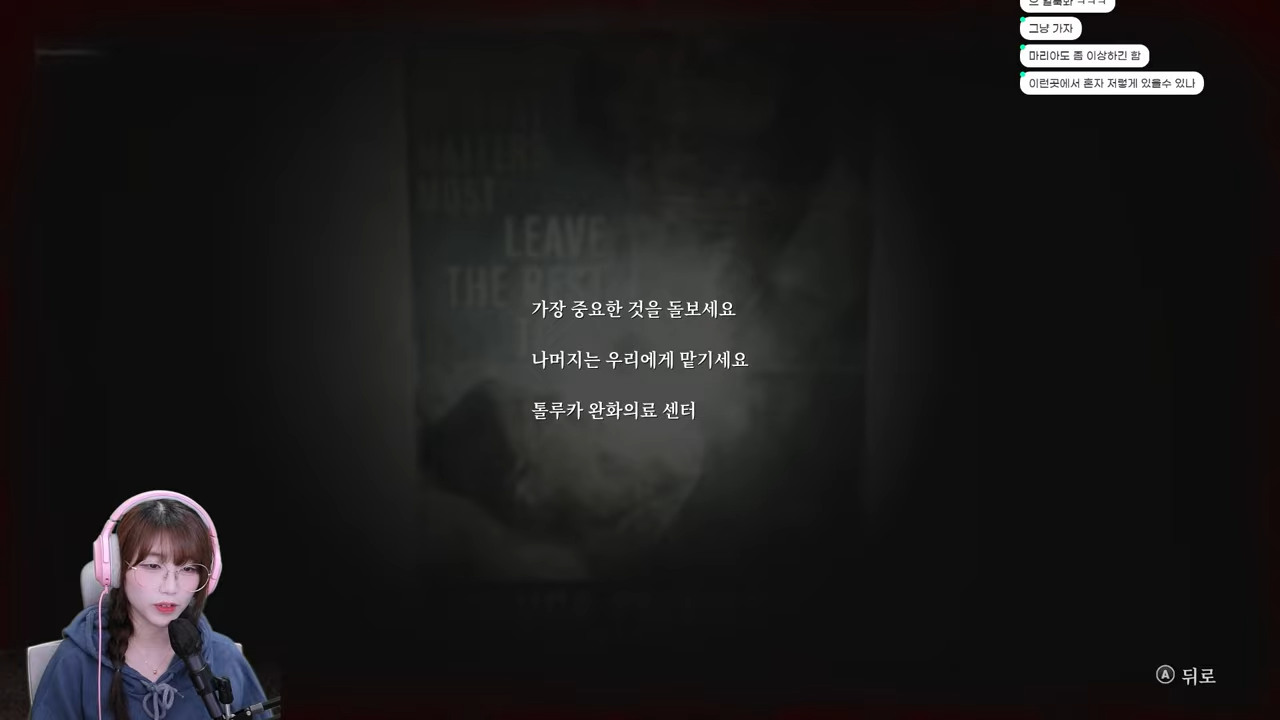 그냥 가자
마리아도 좀 이상하긴 함
이런곳에서 혼자 저렇게 있을수 있나
MATTERS
MOST
LEAVE
THE REST
가장 중요한 것을 돌보세요
나머지는 우리에게 맡기세요
톨루카 완화의료 센터
A 뒤로